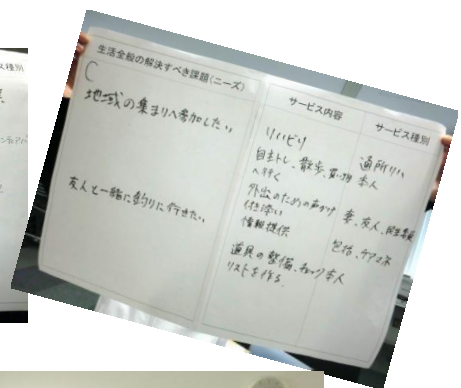 生活全般の解決すべき課題(ニーズ)
サービス内容
サービス種別
C
地域の集まりへ参加したい
友人と一緒に釣りに行きたい
リハビリ
通所リハ
自主トレ、散歩、買い物
本人
へ行く
外出のための声かけ
妻、友人、民生委員
付き添い
情報提供
包括、ケアマネ
道具の整備、チェック
本人
リストを作る
ス種別